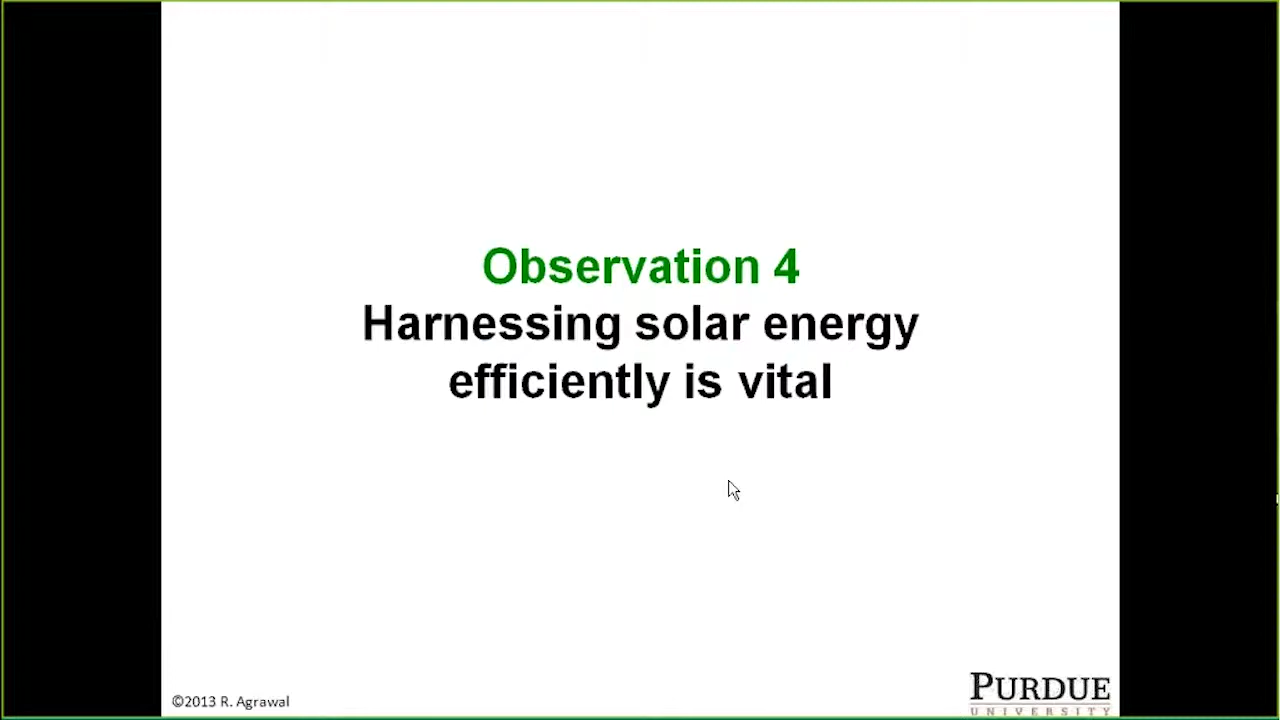 Observation 4
Harnessing solar energy
efficiently is vital
©2013 R. Agrawal
PURDUE
UNIVERSITY